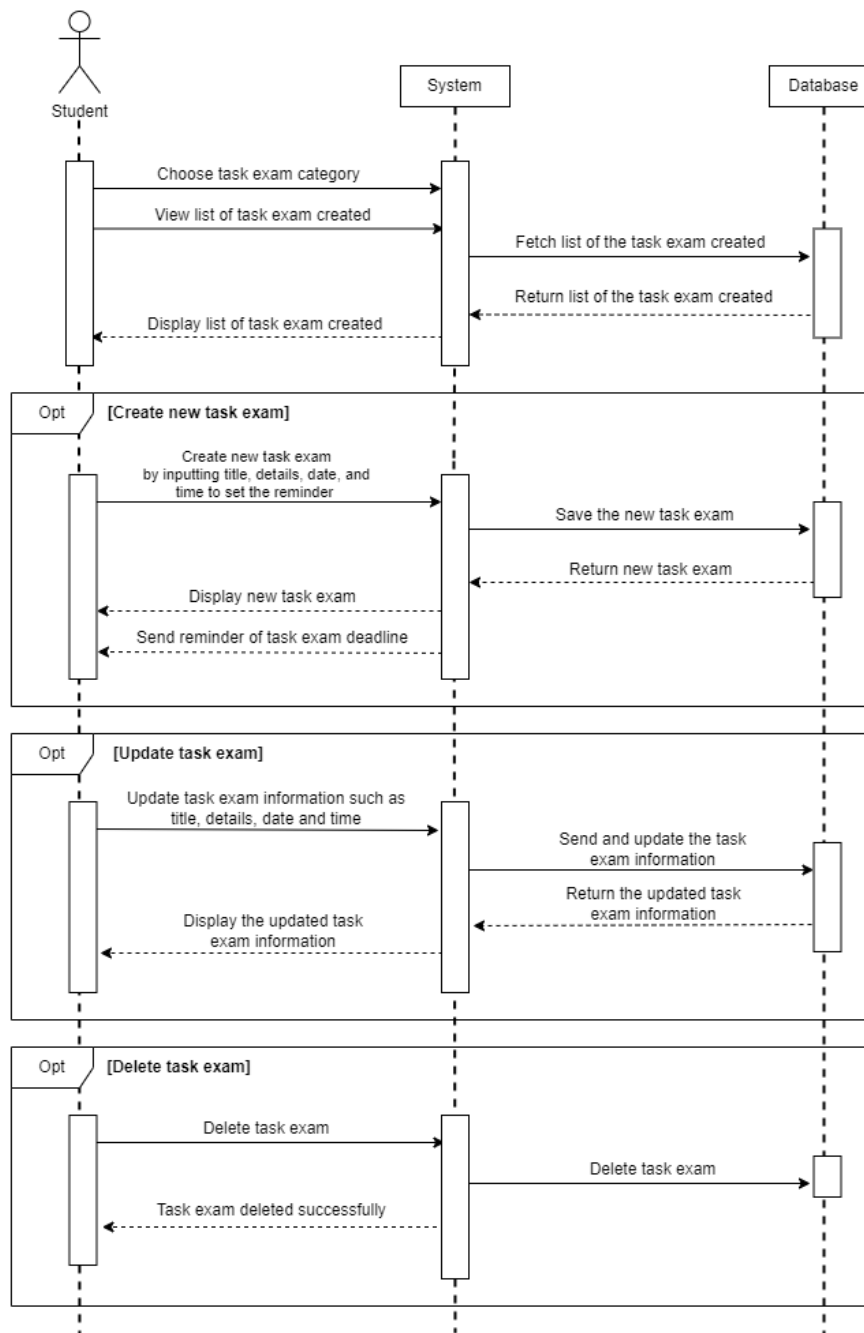 Student
System
Database
Choose task exam category
View list of task exam created
Fetch list of the task exam created
Return list of the task exam created
Display list of task exam created
Opt
[Create new task exam]
Create new task exam
by inputting title, details, date, and
time to set the reminder
Save the new task exam
Return new task exam
Display new task exam
Send reminder of task exam deadline
Opt
[Update task exam]
Update task exam information such as
title, details, date and time
Send and update the task
exam information
Return the updated task
exam information
Display the updated task
exam information
Opt
[Delete task exam]
Delete task exam
Delete task exam
Task exam deleted successfully